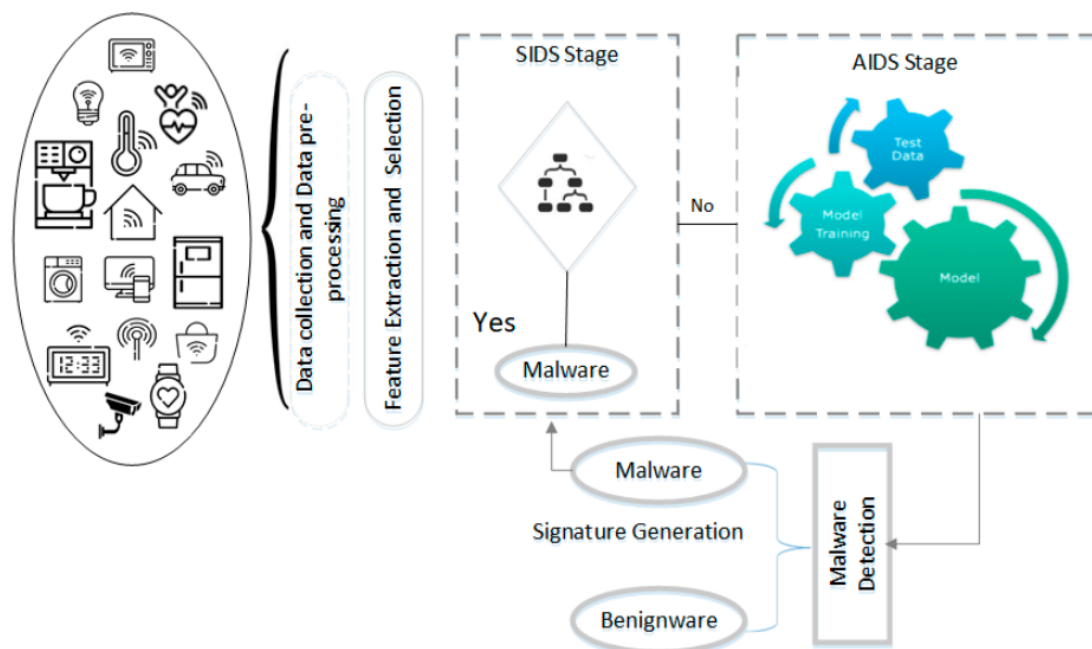 12:33
Data collection and Data pre-
processing
Feature Extraction and Selection
SIDS Stage
Yes
Malware
No
AIDS Stage
Test
Data
Model
Training
Model
Malware
Signature Generation
Benignware
Malware
Detection